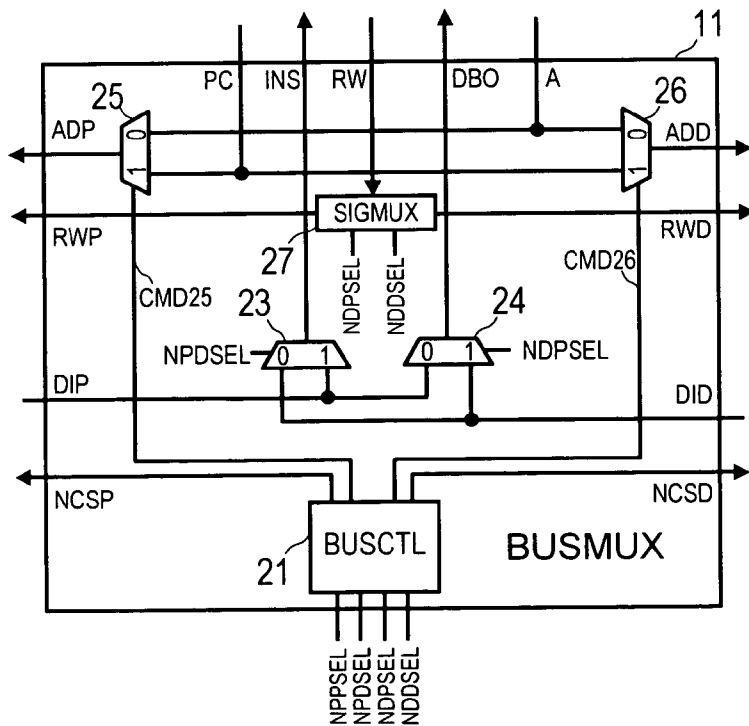 11
PC INS RW DBO A
25
26
ADP
0
1
0
1
ADD
SIGMUX
RWP
RWD
27
NDPSEL
NDDSEL
CMD25
CMD26
23
24
NPDSEL
0 1
0 1
NDPSEL
DIP
DID
NCSP
NCSD
21
BUSCTL
BUSMUX
NPPSEL
NPDSEL
NDPSEL
NDDSEL